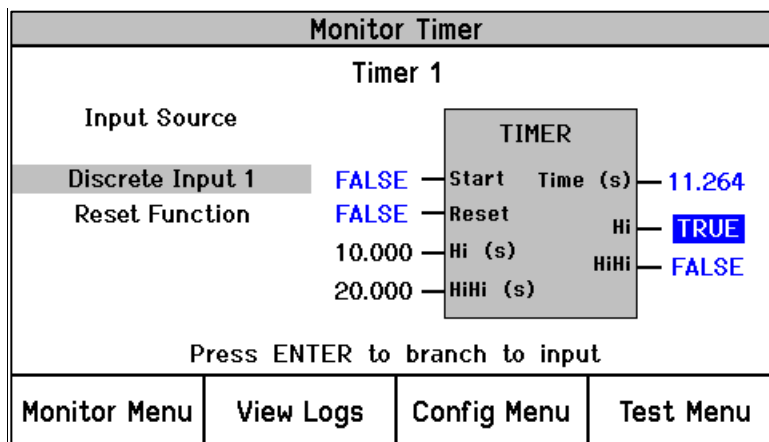 Monitor Timer
Timer 1
Input Source
TIMER
Discrete Input 1 FALSE Start Time (s) 11.264
Reset Function FALSE Reset Hi TRUE
10.000 Hi (s) HiHi FALSE
20.000 HiHi (s)
Press ENTER to branch to input
Monitor Menu View Logs Config Menu Test Menu